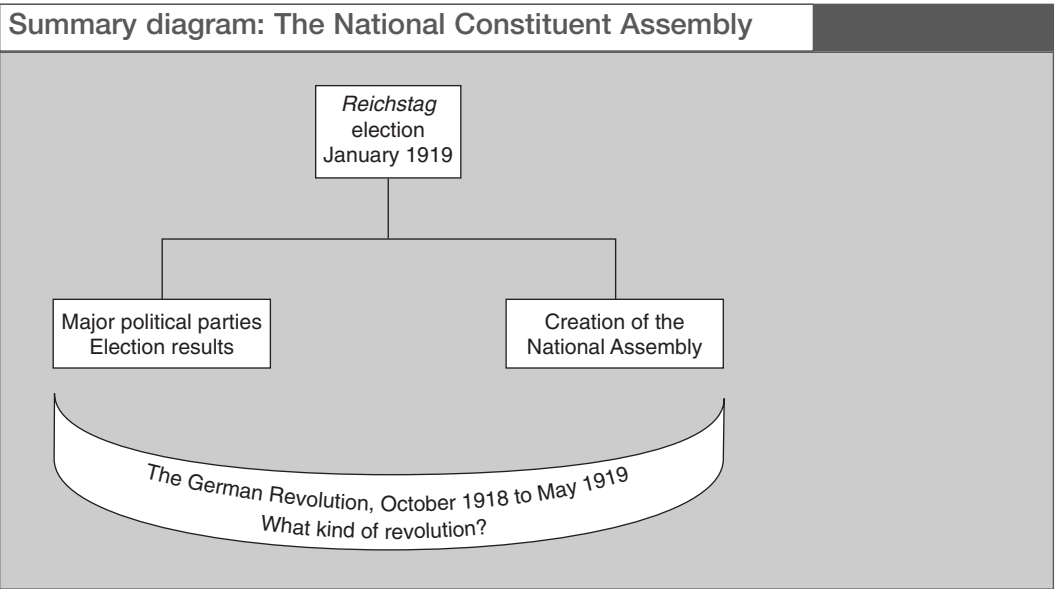 Summary diagram: The National Constituent Assembly
Reichstag
election
January 1919
Major political parties
Election results
Creation of the
National Assembly
The German Revolution, October 1918 to May 1919
What kind of revolution?